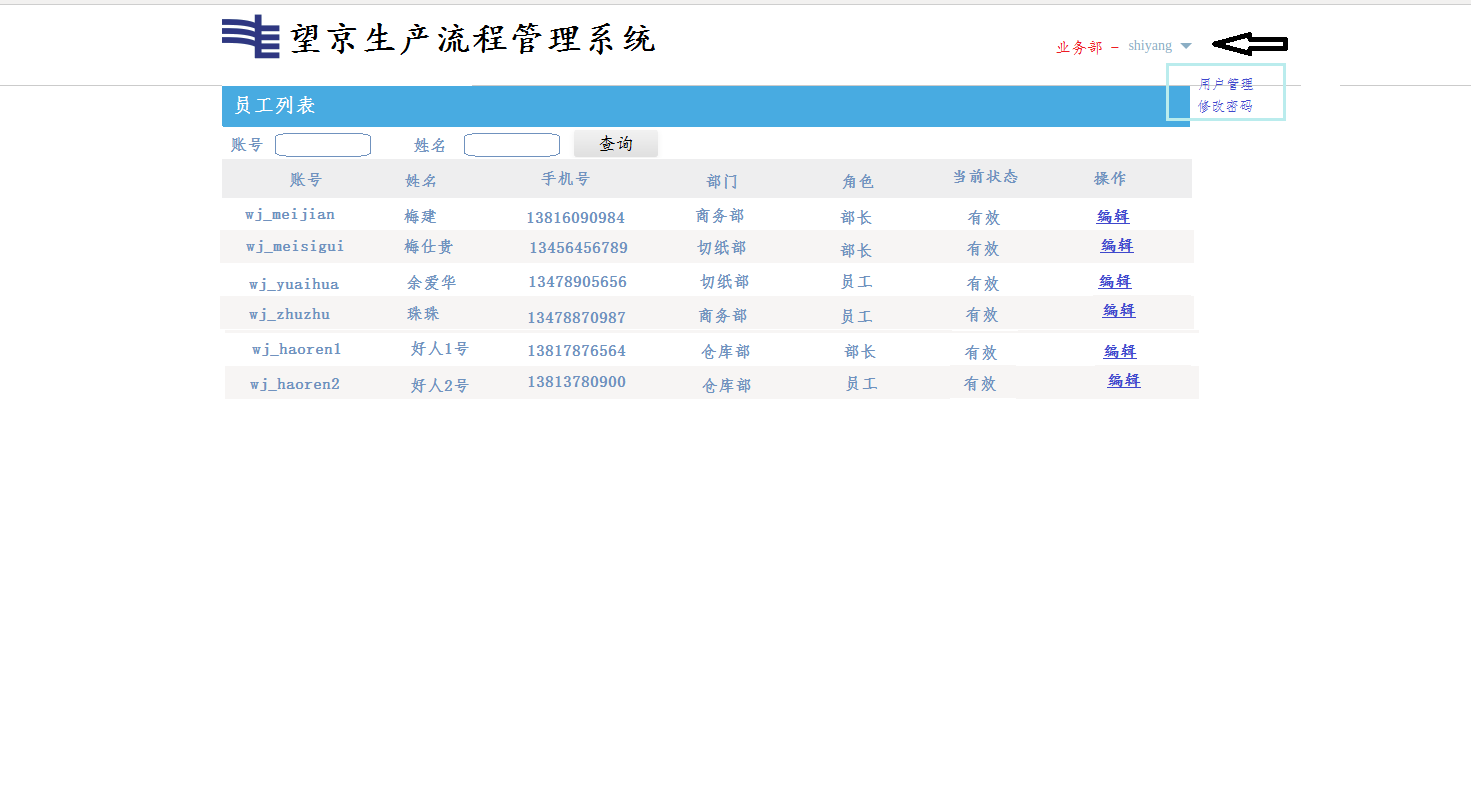 望京生产流程管理系统
业务部 - shiyang
用户管理
修改密码
员工列表
账号 姓名 查询
账号 姓名 手机号 部门 角色 当前状态 操作
wj_meijian 梅建 13816090984 商务部 部长 有效 编辑
wj_meisigui 梅仕贵 13456456789 切纸部 部长 有效 编辑
wj_yuaihua 余爱华 13478905656 切纸部 员工 有效 编辑
wj_zhuzhu 珠珠 13478870987 商务部 员工 有效 编辑
wj_haoren1 好人1号 13817876564 仓库部 部长 有效 编辑
wj_haoren2 好人2号 13813780900 仓库部 员工 有效 编辑